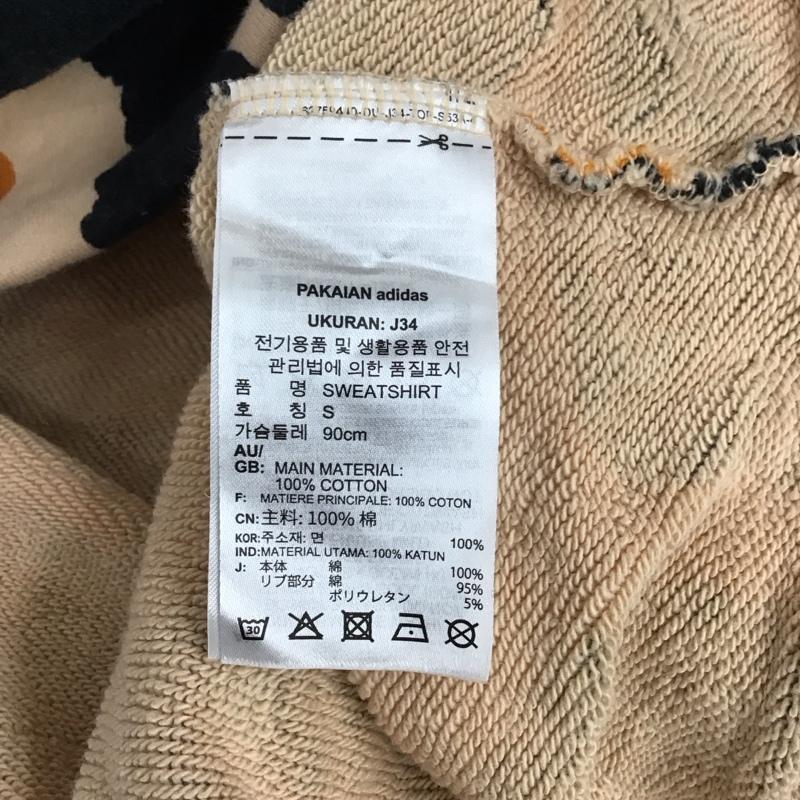 PAKAIAN adidas
UKURAN: J34
전기용품 및 생활용품 안전
관리법에 의한 품질표시
품 명 SWEATSHIRT
호 칭 S
가슴둘레 90cm
AU/
GB: MAIN MATERIAL:
100% COTTON
F: MATIERE PRINCIPALE: 100% COTON
CN: 主料: 100% 棉
KOR: 주소재: 면 100%
IND: MATERIAL UTAMA: 100% KATUN
J: 本体 綿 100%
リブ部分 綿 95%
ポリウレタン 5%
30